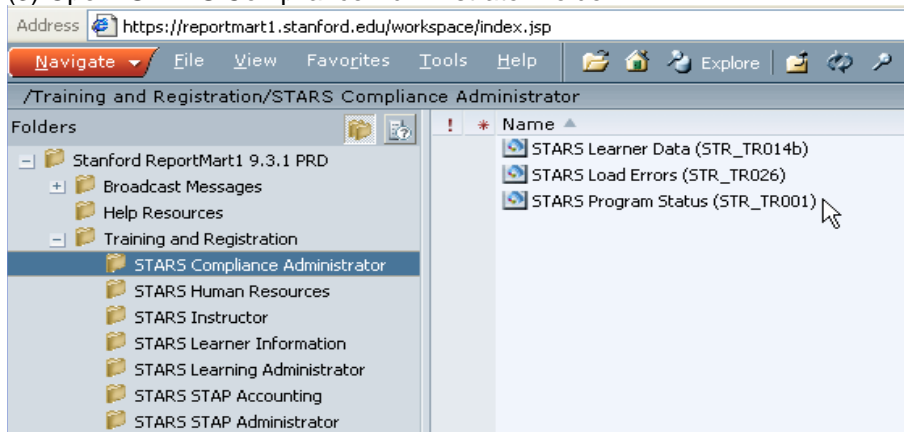 Address https://reportmart1.stanford.edu/workspace/index.jsp
Navigate File View Favorites Tools Help Explore
/Training and Registration/STARS Compliance Administrator
Folders
Stanford ReportMart1 9.3.1 PRD
Broadcast Messages
Help Resources
Training and Registration
STARS Compliance Administrator
STARS Human Resources
STARS Instructor
STARS Learner Information
STARS Learning Administrator
STARS STAP Accounting
STARS STAP Administrator
! * Name
STARS Learner Data (STR_TR014b)
STARS Load Errors (STR_TR026)
STARS Program Status (STR_TR001)